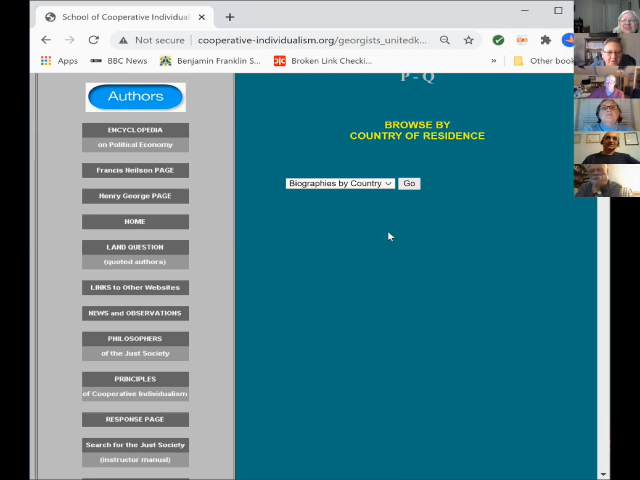 School of Cooperative Individual
Not secure
cooperative-individualism.org/georgists_unitedk...
Apps
BBC News
Benjamin Franklin S...
Broken Link Checki...
»
Other book
Authors
ENCYCLOPEDIA
on Political Economy
Francis Neilson PAGE
Henry George PAGE
HOME
LAND QUESTION
(quoted authors)
LINKS to Other Websites
NEWS and OBSERVATIONS
PHILOSOPHERS
of the Just Society
PRINCIPLES
of Cooperative Individualism
RESPONSE PAGE
Search for the Just Society
(instructor manual)
P - Q
BROWSE BY
COUNTRY OF RESIDENCE
Biographies by Country
Go